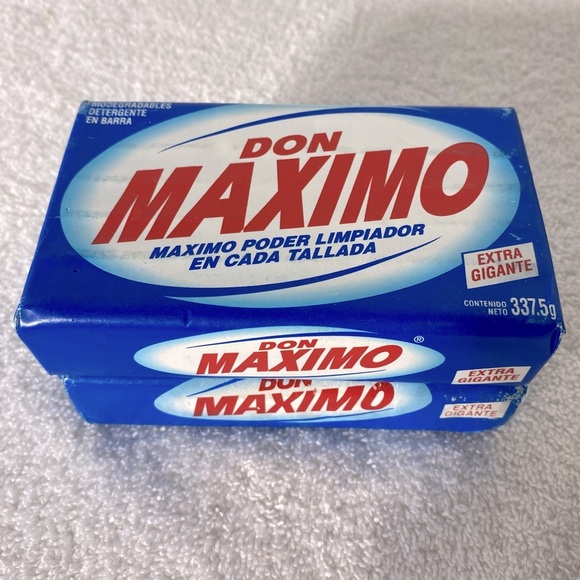 BIODEGRADABLES
DETERGENTE
EN BARRA
DON
MAXIMO
MAXIMO PODER LIMPIADOR
EN CADA TALLADA
EXTRA
GIGANTE
CONTENIDO
NETO 337.5g
DON
MAXIMO ®
EXTRA
GIGANTE
DON
MAXIMO
EXTRA
GIGANTE